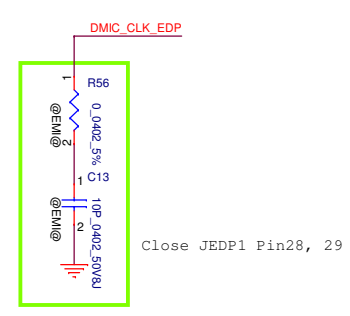 DMIC_CLK_EDP
1
R56
@EMI@
0_0402_5%
2
1
C13
@EMI@
10P_0402_50V8J
2
Close JEDP1 Pin28, 29